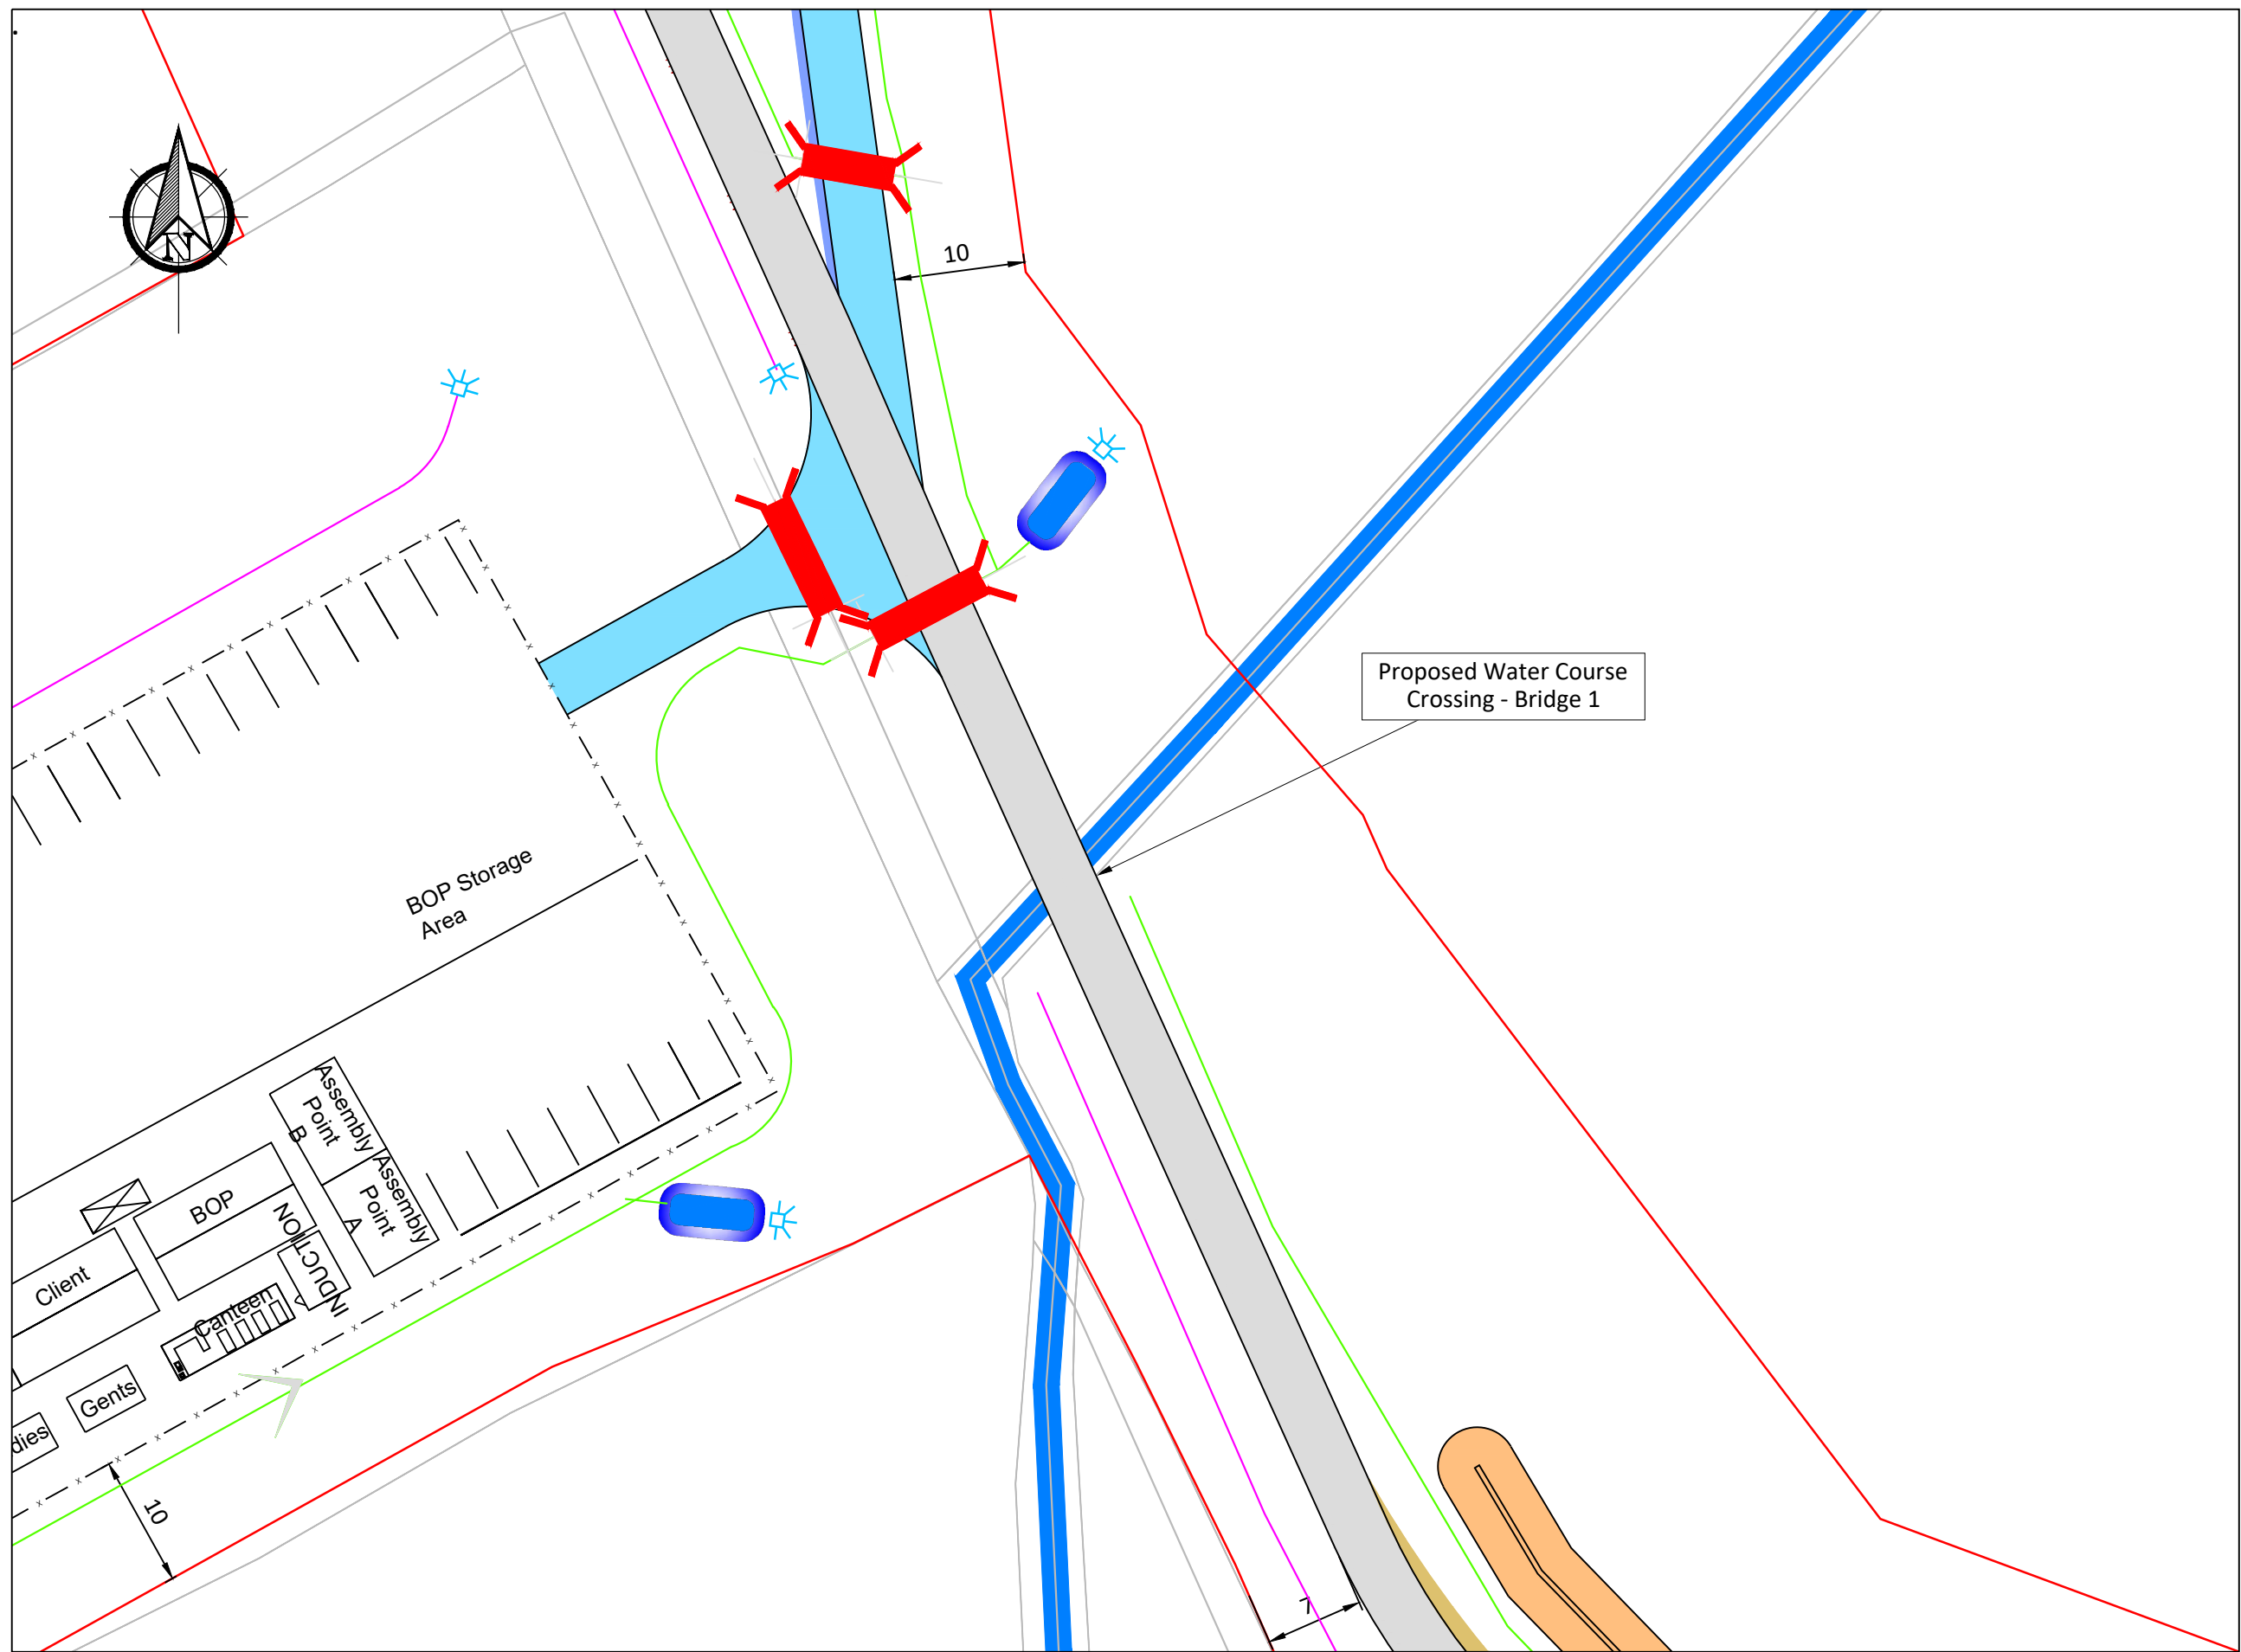 N
10
Proposed Water Course
Crossing - Bridge 1
BOP Storage
Area
Assembly
Point
B
Assembly
Point
A
BOP
INDUCTION
Client
Canteen
Gents
dies
10
7